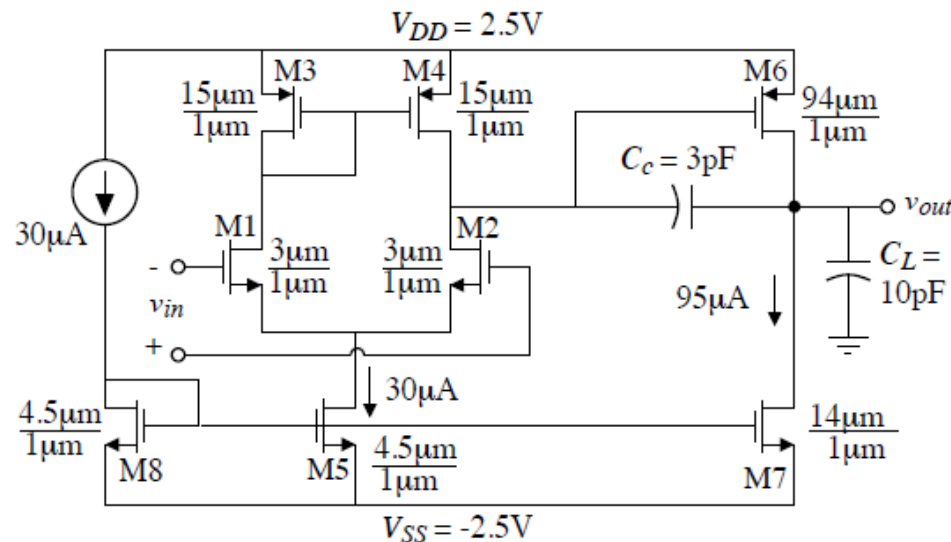 VDD = 2.5V
M3
M4
M6
15μm
1μm
15μm
1μm
94μm
1μm
Cc = 3pF
vout
30μA
M1
M2
3μm
1μm
3μm
1μm
CL =
10pF
-
vin
+
95μA
30μA
4.5μm
1μm
M8
M5
4.5μm
1μm
14μm
1μm
M7
VSS = -2.5V